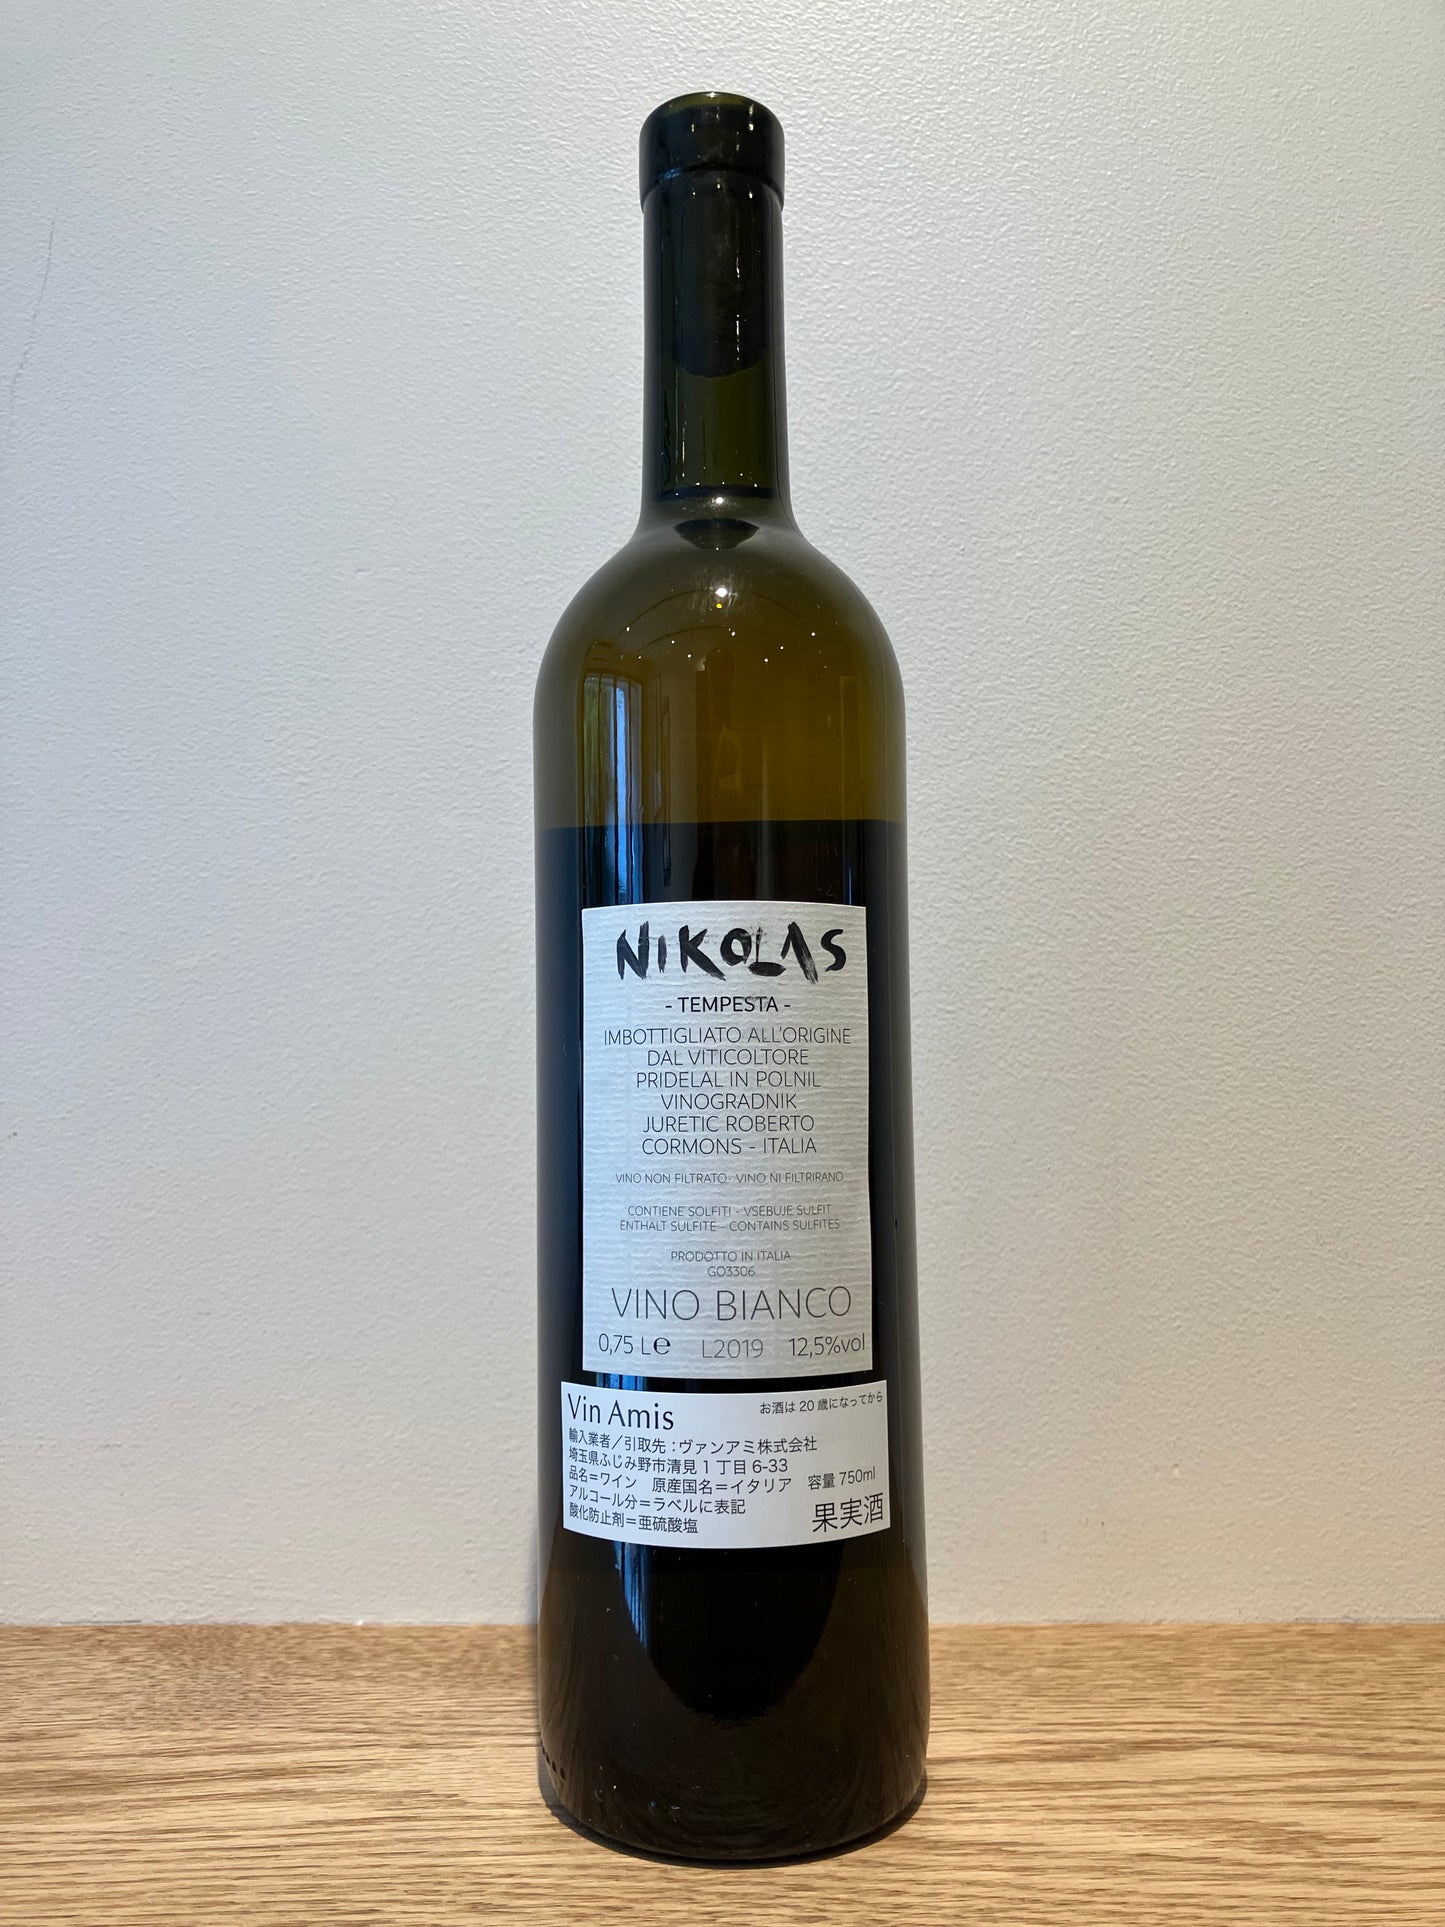 NIKOLAS
- TEMPESTA -
IMBOTTIGLIATO ALL'ORIGINE
DAL VITICOLTORE
PRIDELAL IN POLNIL
VINOGRADNIK
JURETIC ROBERTO
CORMONS - ITALIA
VINO NON FILTRATO- VINO NI FILTRIRANO
CONTIENE SOLFITI - VSEBUJE SULFIT
ENTHALT SULFITE - CONTAINS SULFITES
PRODOTTO IN ITALIA
GO3306
VINO BIANCO
0,75 L℮ L2019 12,5%vol
Vin Amis お酒は20歳になってから
輸入業者／引取先：ヴァンアミ株式会社
埼玉県ふじみ野市清見1丁目6-33
品名＝ワイン 原産国名＝イタリア 容量750ml
アルコール分＝ラベルに表記
酸化防止剤＝亜硫酸塩 果実酒